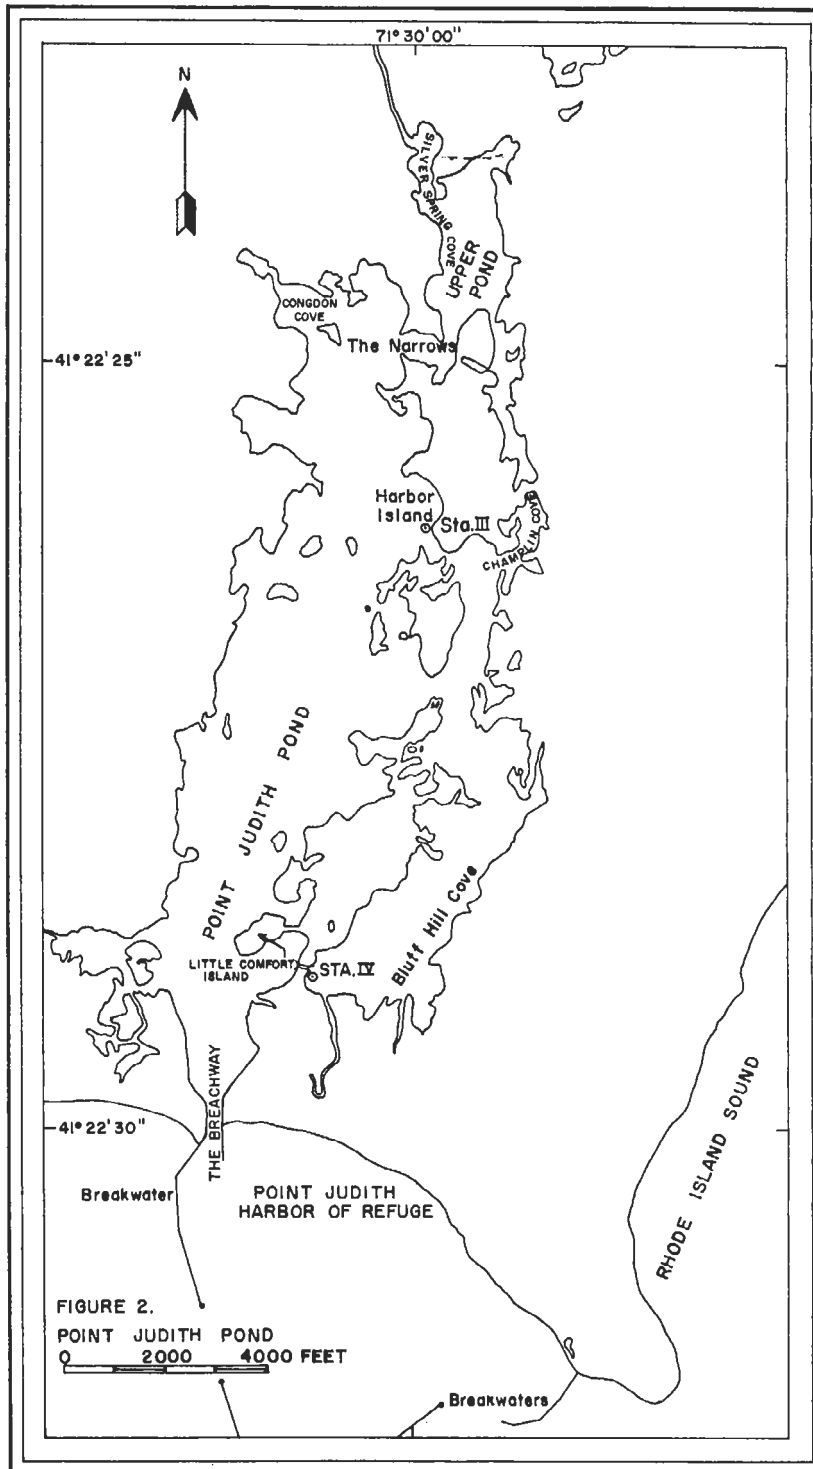 71° 30' 00"
N
SILVER SPRING COVE
UPPER
POND
CONGDON
COVE
The Narrows
41° 22' 25"
Harbor
Island
Sta. III
CHAMPLIN COVE
POINT JUDITH POND
Bluff Hill Cove
LITTLE COMFORT
ISLAND
STA. IV
THE BREACHWAY
41° 22' 30"
Breakwater
POINT JUDITH
HARBOR OF REFUGE
RHODE ISLAND SOUND
FIGURE 2.
POINT JUDITH POND
0 2000 4000 FEET
Breakwaters